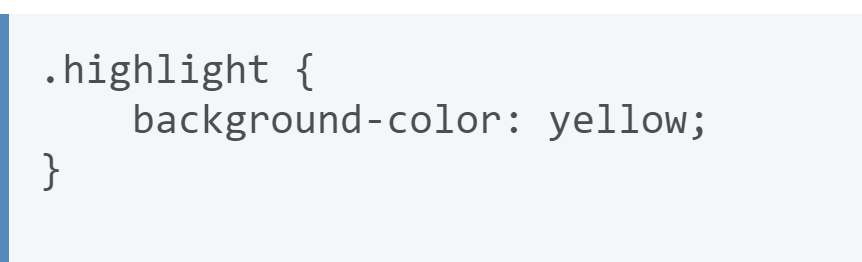 .highlight {
    background-color: yellow;
}